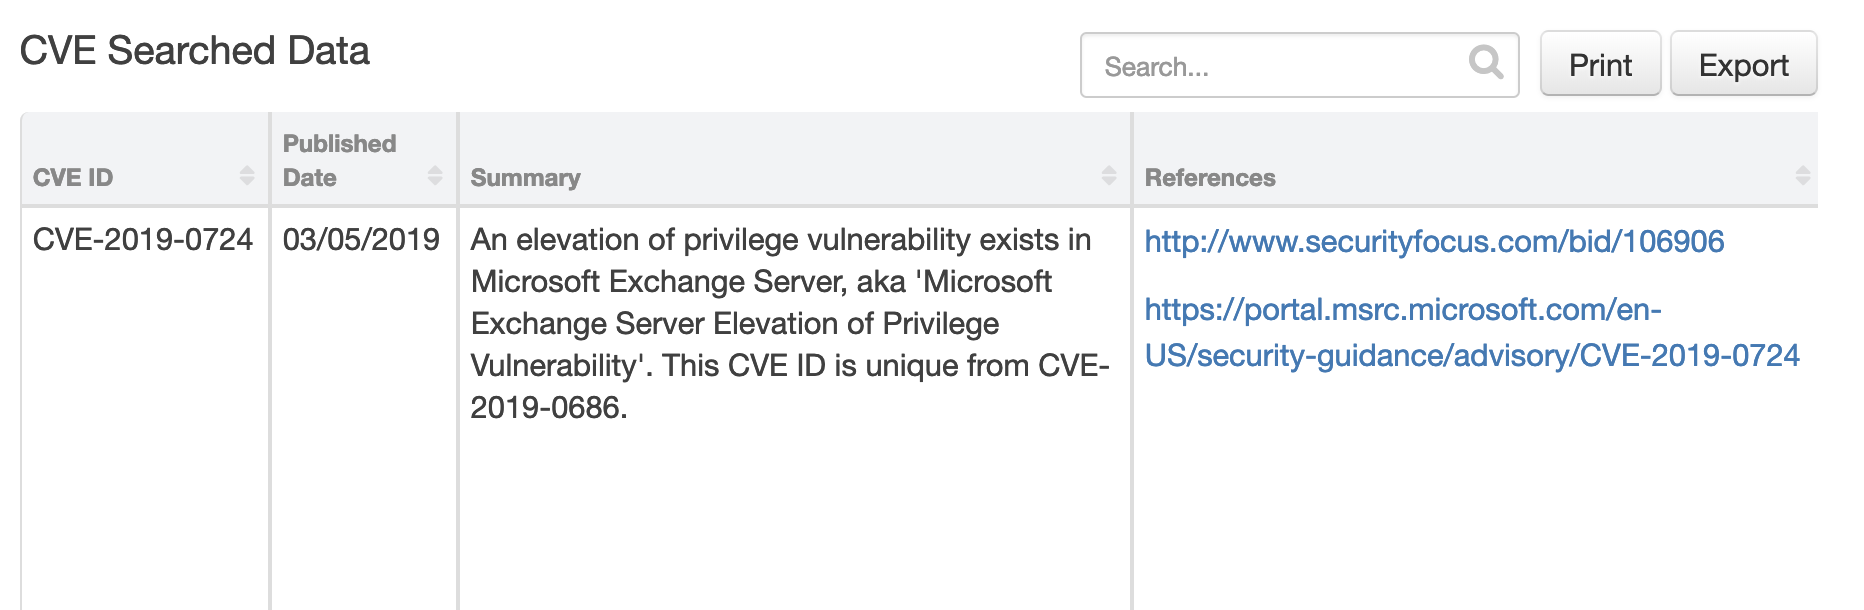 CVE Searched Data
Search...
Print
Export
CVE ID
Published
Date
Summary
References
CVE-2019-0724
03/05/2019
An elevation of privilege vulnerability exists in
Microsoft Exchange Server, aka 'Microsoft
Exchange Server Elevation of Privilege
Vulnerability'. This CVE ID is unique from CVE-
2019-0686.
http://www.securityfocus.com/bid/106906
https://portal.msrc.microsoft.com/en-
US/security-guidance/advisory/CVE-2019-0724